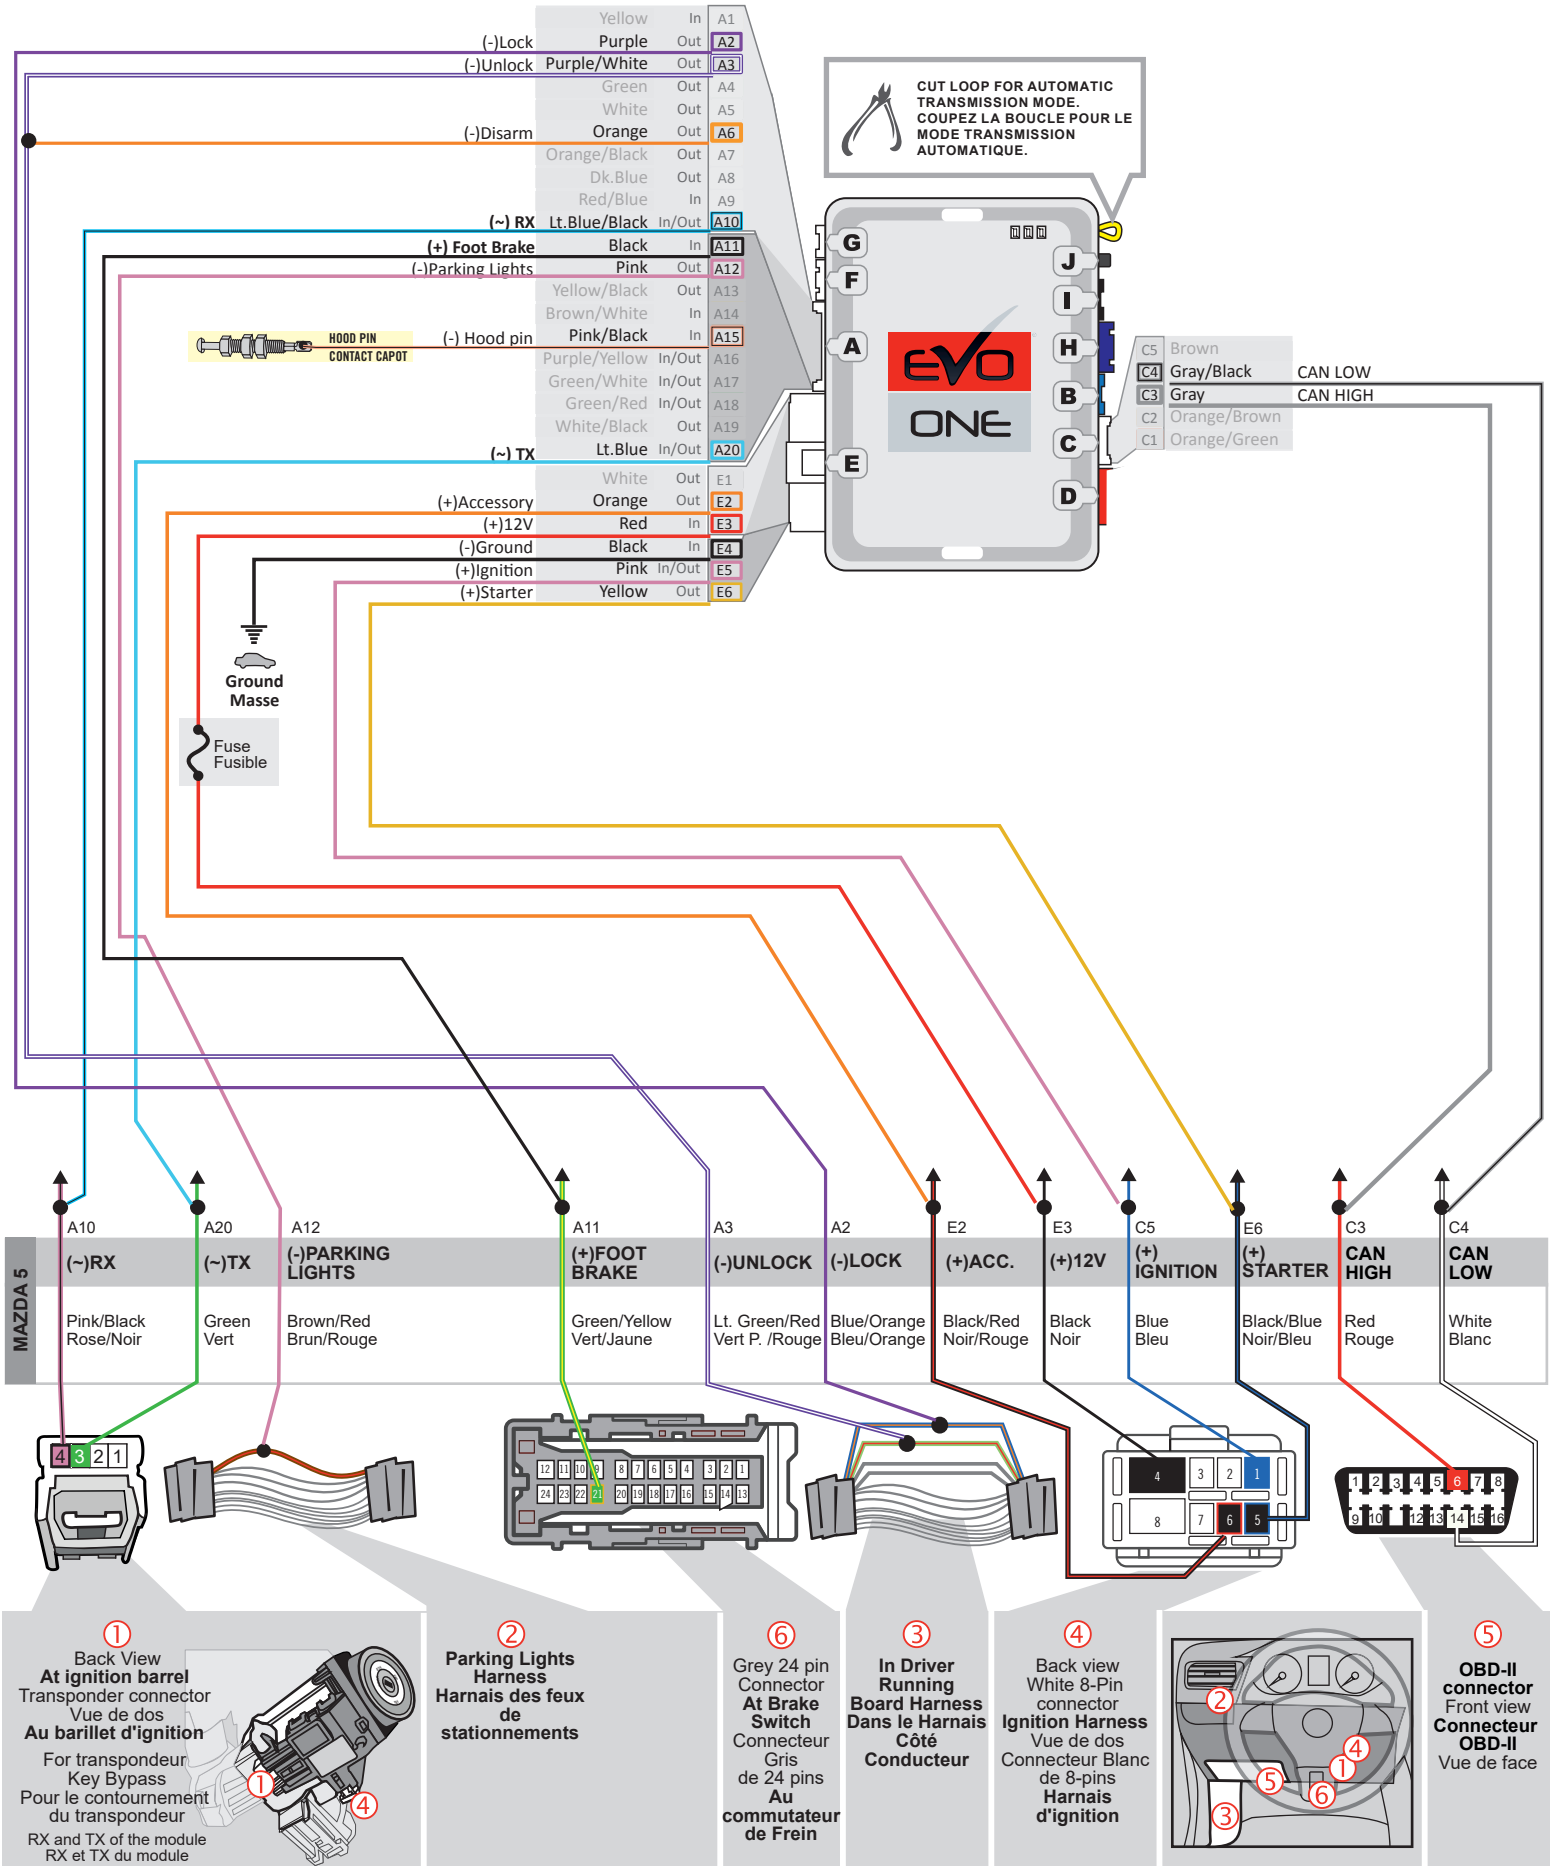 Yellow In A1
(-)Lock Purple Out A2
(-)Unlock Purple/White Out A3
Green Out A4
White Out A5
(-)Disarm Orange Out A6
Orange/Black Out A7
Dk.Blue Out A8
Red/Blue In A9
(~) RX Lt.Blue/Black In/Out A10
(+) Foot Brake Black In A11
(-)Parking Lights Pink Out A12
Yellow/Black Out A13
Brown/White In A14
(-) Hood pin Pink/Black In A15
Purple/Yellow In/Out A16
Green/White In/Out A17
Green/Red In/Out A18
White/Black Out A19
(~) TX Lt.Blue In/Out A20
White Out E1
(+)Accessory Orange Out E2
(+)12V Red In E3
(-)Ground Black In E4
(+)Ignition Pink In/Out E5
(+)Starter Yellow Out E6
HOOD PIN
CONTACT CAPOT
CUT LOOP FOR AUTOMATIC
TRANSMISSION MODE.
COUPEZ LA BOUCLE POUR LE
MODE TRANSMISSION
AUTOMATIQUE.
G
F
A
E
J
I
H
B
C
D
EVO
ONE
C5 Brown
C4 Gray/Black CAN LOW
C3 Gray CAN HIGH
C2 Orange/Brown
C1 Orange/Green
Ground
Masse
Fuse
Fusible
MAZDA 5
A10
(~)RX
Pink/Black
Rose/Noir
A20
(~)TX
Green
Vert
A12
(-)PARKING
LIGHTS
Brown/Red
Brun/Rouge
A11
(+)FOOT
BRAKE
Green/Yellow
Vert/Jaune
A3
(-)UNLOCK
Lt. Green/Red
Vert P. /Rouge
A2
(-)LOCK
Blue/Orange
Bleu/Orange
E2
(+)ACC.
Black/Red
Noir/Rouge
E3
(+)12V
Black
Noir
C5
(+)
IGNITION
Blue
Bleu
E6
(+)
STARTER
Black/Blue
Noir/Bleu
C3
CAN
HIGH
Red
Rouge
C4
CAN
LOW
White
Blanc
4 3 2 1
12 11 10 9 8 7 6 5 4 3 2 1
24 23 22 21 20 19 18 17 16 15 14 13
4 3 2 1
8 7 6 5
1 2 3 4 5 6 7 8
9 10 12 13 14 15 16
1
Back View
At ignition barrel
Transponder connector
Vue de dos
Au barillet d'ignition
For transpondeur
Key Bypass
Pour le contournement
du transpondeur
RX and TX of the module
RX et TX du module
1
4
2
Parking Lights
Harness
Harnais des feux
de
stationnements
6
Grey 24 pin
Connector
At Brake
Switch
Connecteur
Gris
de 24 pins
Au
commutateur
de Frein
3
In Driver
Running
Board Harness
Dans le Harnais
Côté
Conducteur
4
Back view
White 8-Pin
connector
Ignition Harness
Vue de dos
Connecteur Blanc
de 8-pins
Harnais
d'ignition
2
4
1
5
6
3
5
OBD-II
connector
Front view
Connecteur
OBD-II
Vue de face